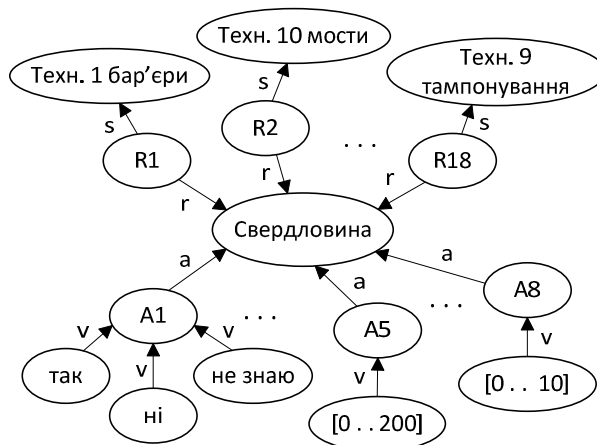 Техн. 10 мости
Техн. 1 бар’єри
Техн. 9
тампонування
s
s
s
R1
R2
. . .
R18
r
r
r
Свердловина
a
a
a
A1
. . .
A5
. . .
A8
v
v
v
v
v
так
ні
не знаю
[0 . . 200]
[0 . . 10]